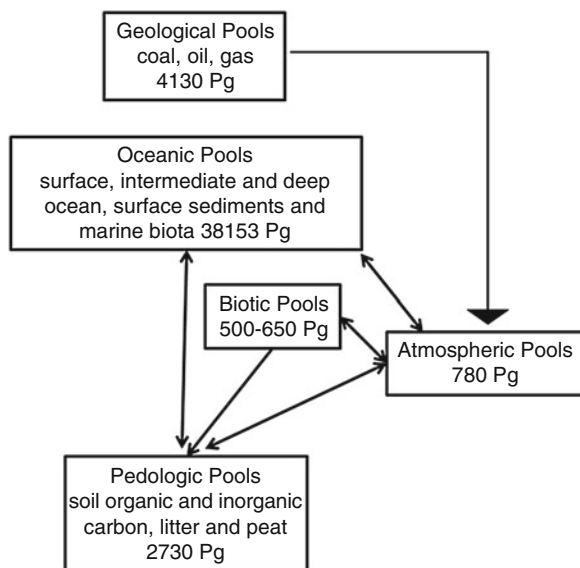 Geological Pools
coal, oil, gas
4130 Pg
Oceanic Pools
surface, intermediate and deep
ocean, surface sediments and
marine biota 38153 Pg
Biotic Pools
500-650 Pg
Atmospheric Pools
780 Pg
Pedologic Pools
soil organic and inorganic
carbon, litter and peat
2730 Pg